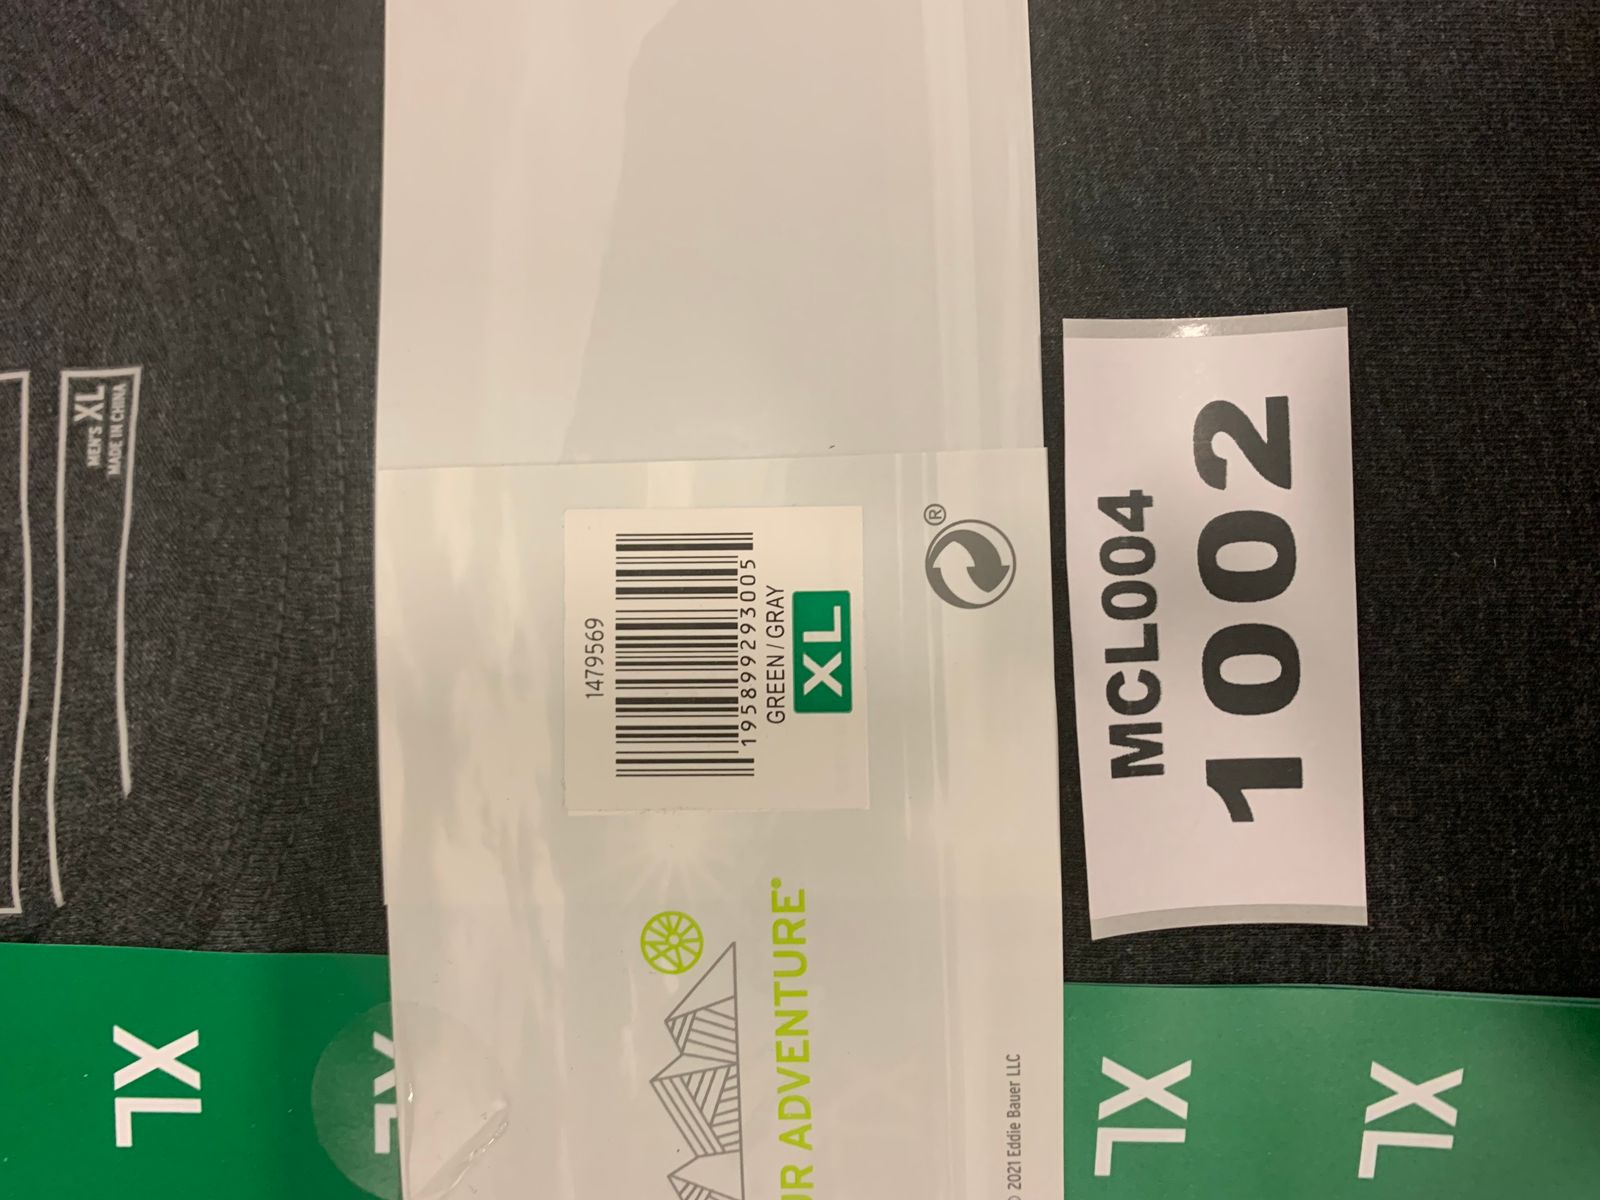 MEN'S XL
MADE IN CHINA
1479569
195899293005
GREEN / GRAY
XL
®
UR ADVENTURE®
© 2021 Eddie Bauer LLC
MCL004
1002
XL
XL
XL
XL